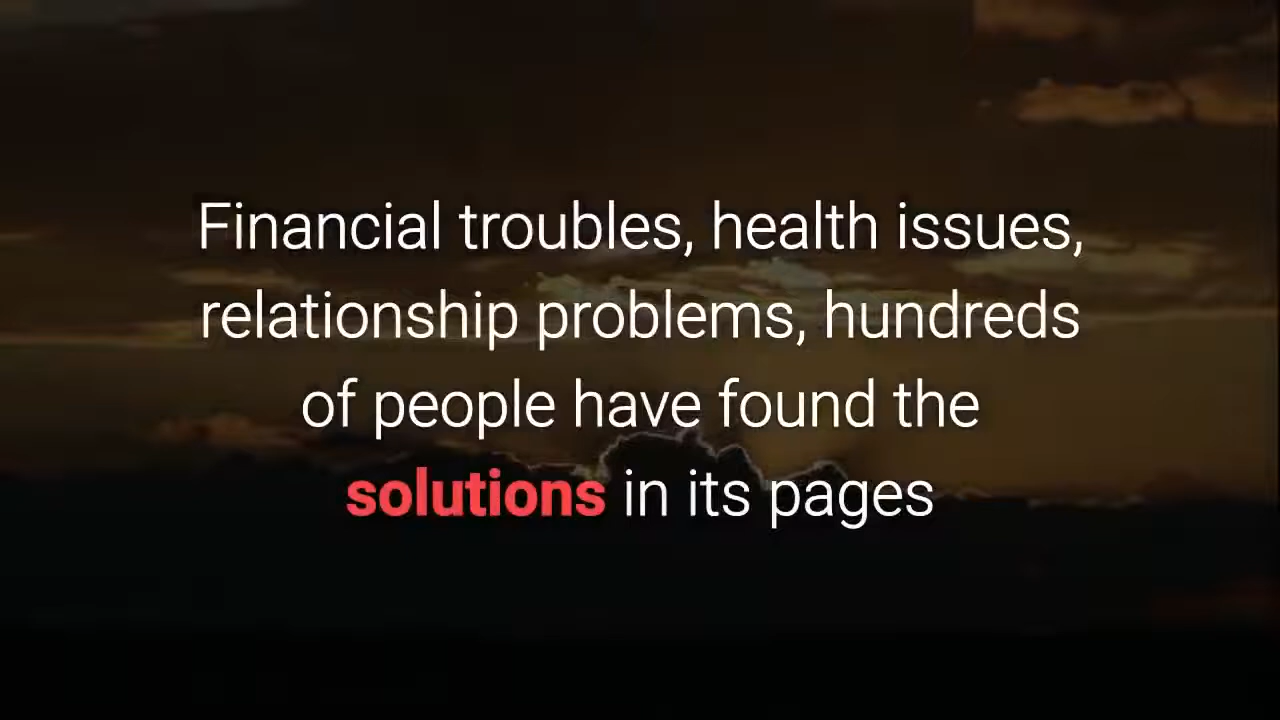 Financial troubles, health issues,
relationship problems, hundreds
of people have found the
solutions in its pages